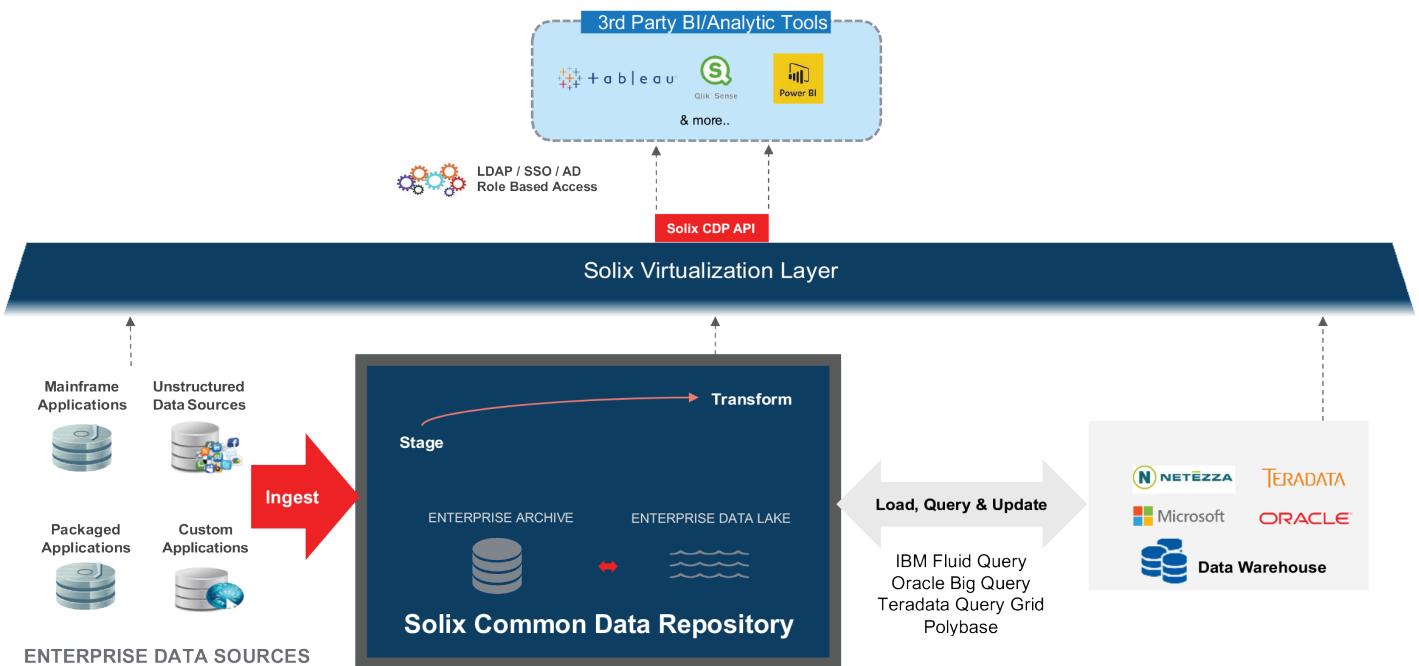 3rd Party BI/Analytic Tools
+ a b | e a u
Qlik Sense
Power BI
& more..
LDAP / SSO / AD
Role Based Access
Solix CDP API
Solix Virtualization Layer
Mainframe
Applications
Unstructured
Data Sources
Packaged
Applications
Custom
Applications
ENTERPRISE DATA SOURCES
Ingest
Stage
Transform
ENTERPRISE ARCHIVE
ENTERPRISE DATA LAKE
Solix Common Data Repository
Load, Query & Update
IBM Fluid Query
Oracle Big Query
Teradata Query Grid
Polybase
N NETEZZA
TERADATA
Microsoft
ORACLE
Data Warehouse